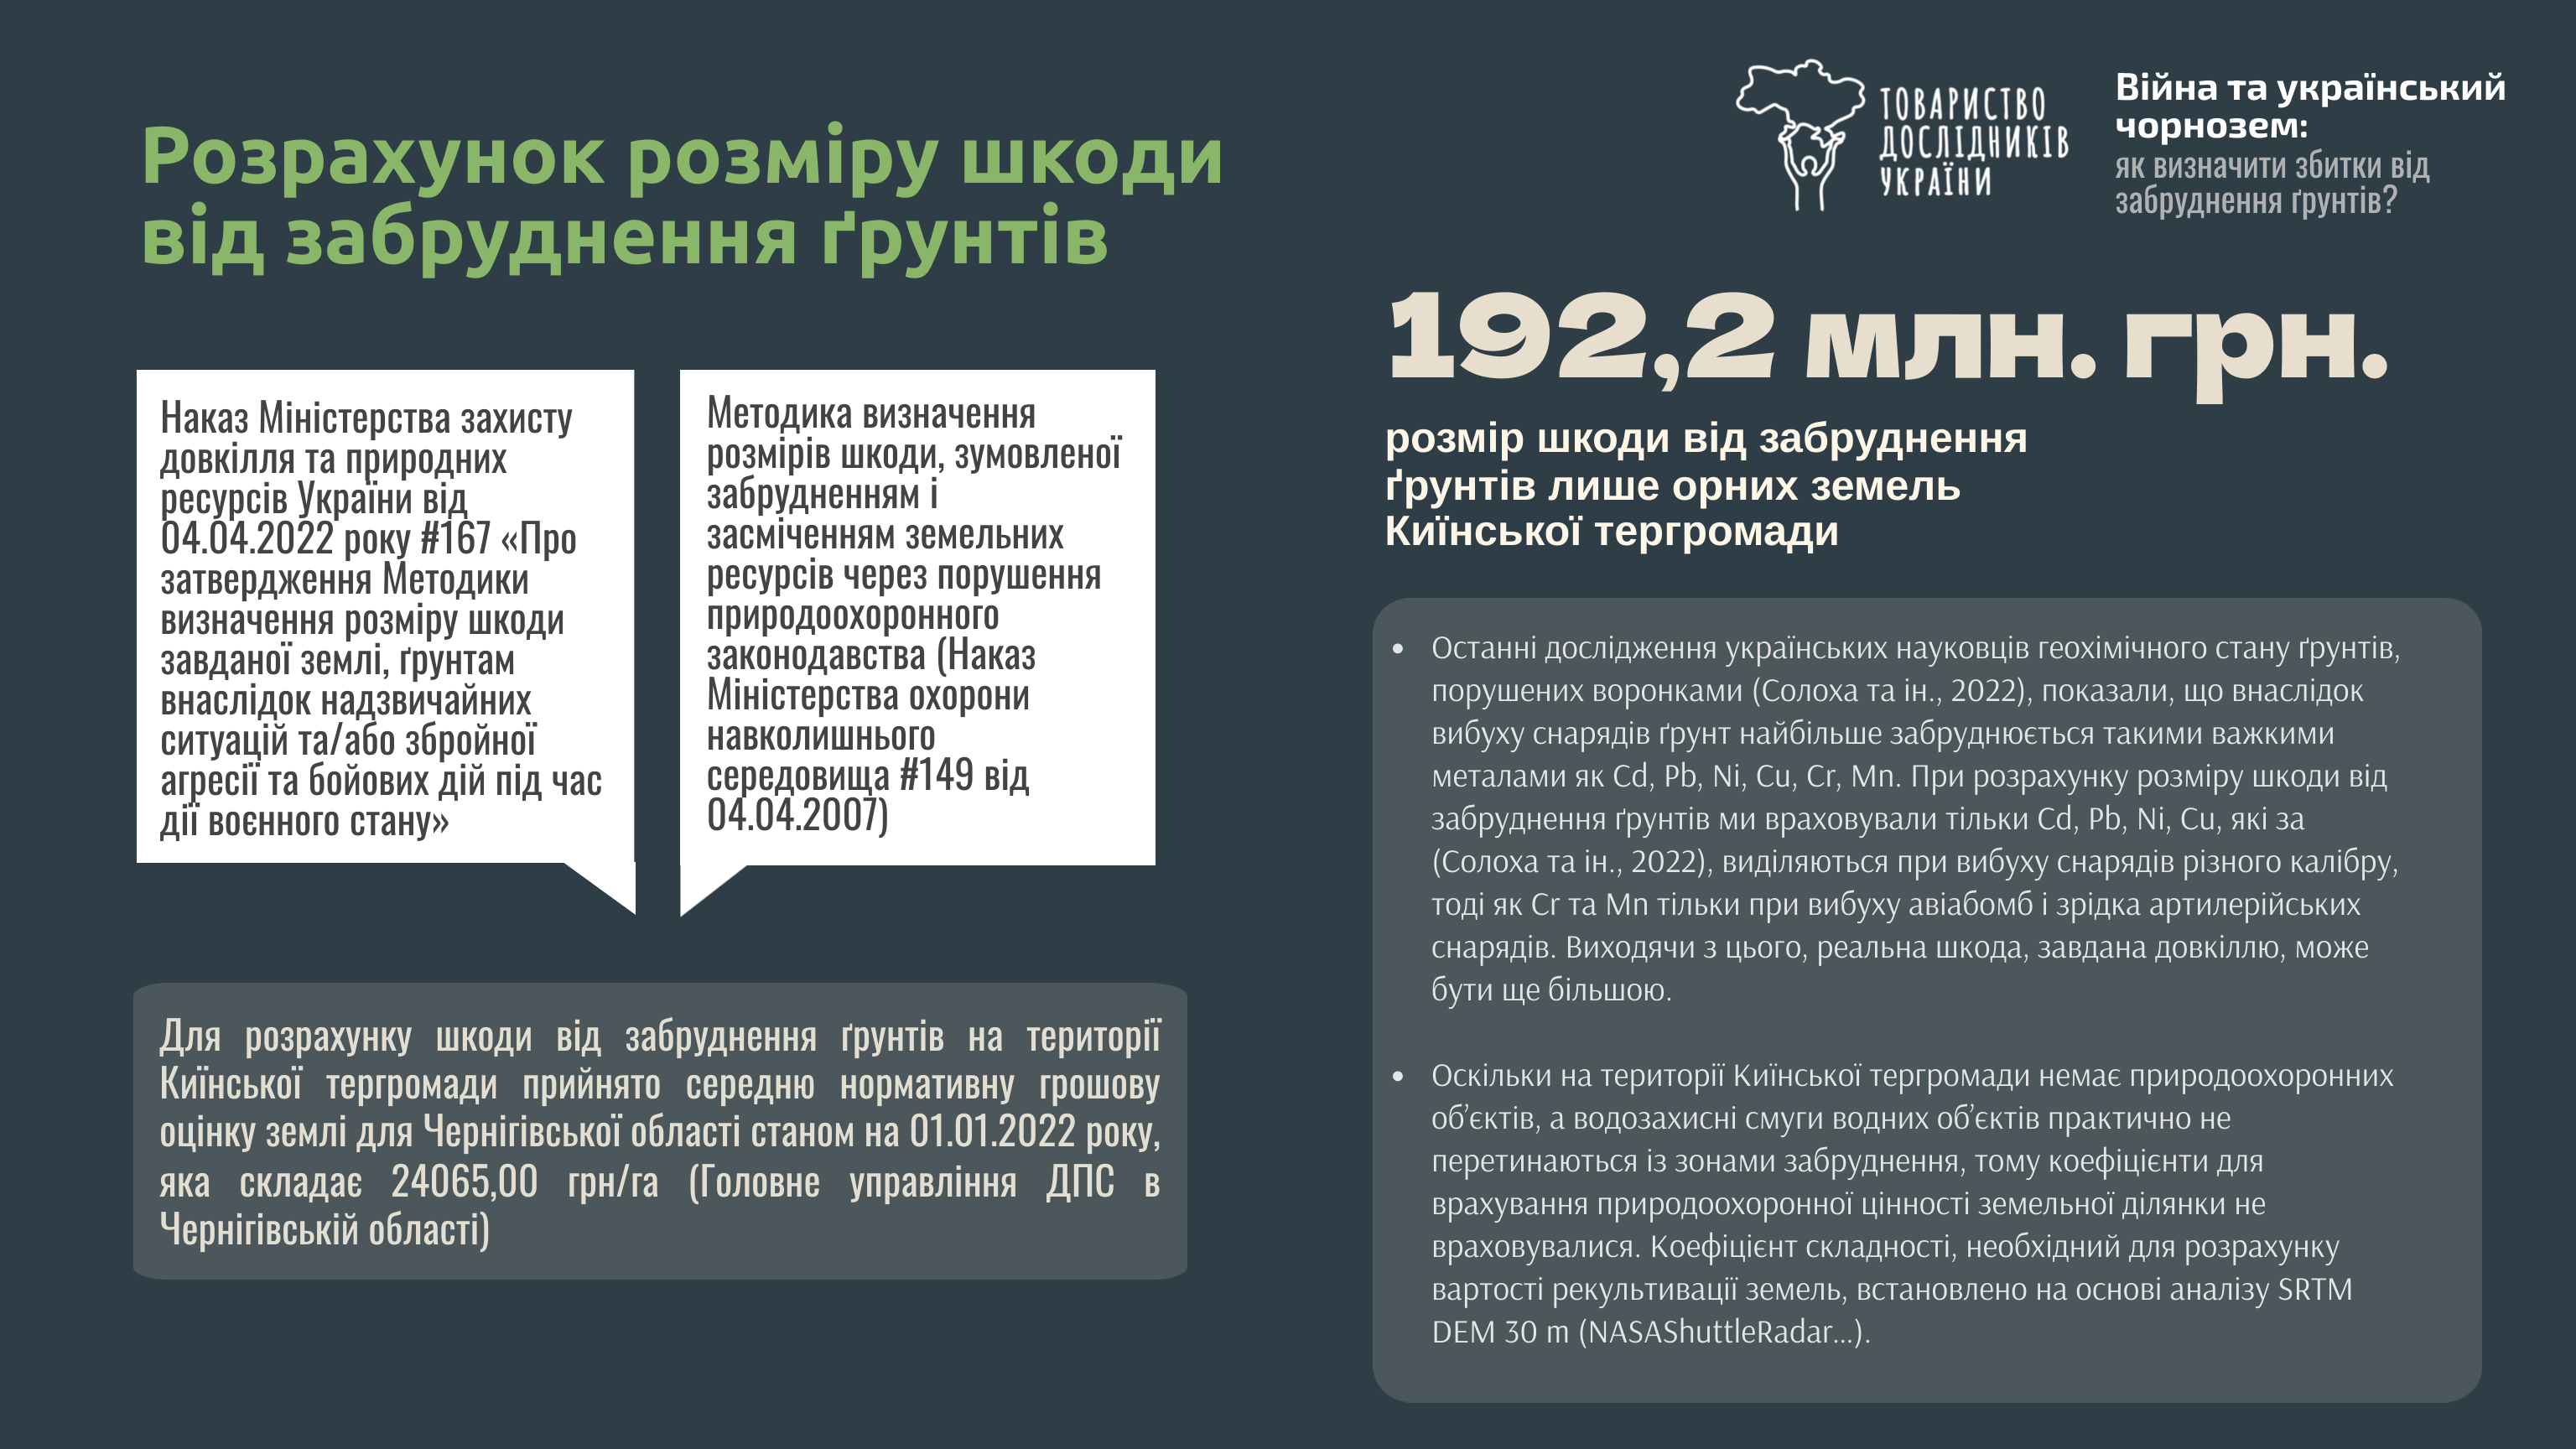 ТОВАРИСТВО
ДОСЛІДНИКІВ
УКРАЇНИ
Війна та український
чорнозем:
як визначити збитки від
забруднення ґрунтів?
Розрахунок розміру шкоди
від забруднення ґрунтів
Наказ Міністерства захисту
довкілля та природних
ресурсів України від
04.04.2022 року #167 «Про
затвердження Методики
визначення розміру шкоди
завданої землі, ґрунтам
внаслідок надзвичайних
ситуацій та/або збройної
агресії та бойових дій під час
дії воєнного стану»
Методика визначення
розмірів шкоди, зумовленої
забрудненням і
засміченням земельних
ресурсів через порушення
природоохоронного
законодавства (Наказ
Міністерства охорони
навколишнього
середовища #149 від
04.04.2007)
Для розрахунку шкоди від забруднення ґрунтів на території
Киїнської тергромади прийнято середню нормативну грошову
оцінку землі для Чернігівської області станом на 01.01.2022 року,
яка складає 24065,00 грн/га (Головне управління ДПС в
Чернігівській області)
192,2 млн. грн.
розмір шкоди від забруднення
ґрунтів лише орних земель
Киїнської тергромади
• Останні дослідження українських науковців геохімічного стану ґрунтів,
порушених воронками (Солоха та ін., 2022), показали, що внаслідок
вибуху снарядів ґрунт найбільше забруднюється такими важкими
металами як Cd, Pb, Ni, Cu, Cr, Mn. При розрахунку розміру шкоди від
забруднення ґрунтів ми враховували тільки Cd, Pb, Ni, Cu, які за
(Солоха та ін., 2022), виділяються при вибуху снарядів різного калібру,
тоді як Cr та Mn тільки при вибуху авіабомб і зрідка артилерійських
снарядів. Виходячи з цього, реальна шкода, завдана довкіллю, може
бути ще більшою.
• Оскільки на території Киїнської тергромади немає природоохоронних
об’єктів, а водозахисні смуги водних об’єктів практично не
перетинаються із зонами забруднення, тому коефіцієнти для
врахування природоохоронної цінності земельної ділянки не
враховувалися. Коефіцієнт складності, необхідний для розрахунку
вартості рекультивації земель, встановлено на основі аналізу SRTM
DEM 30 m (NASAShuttleRadar...).